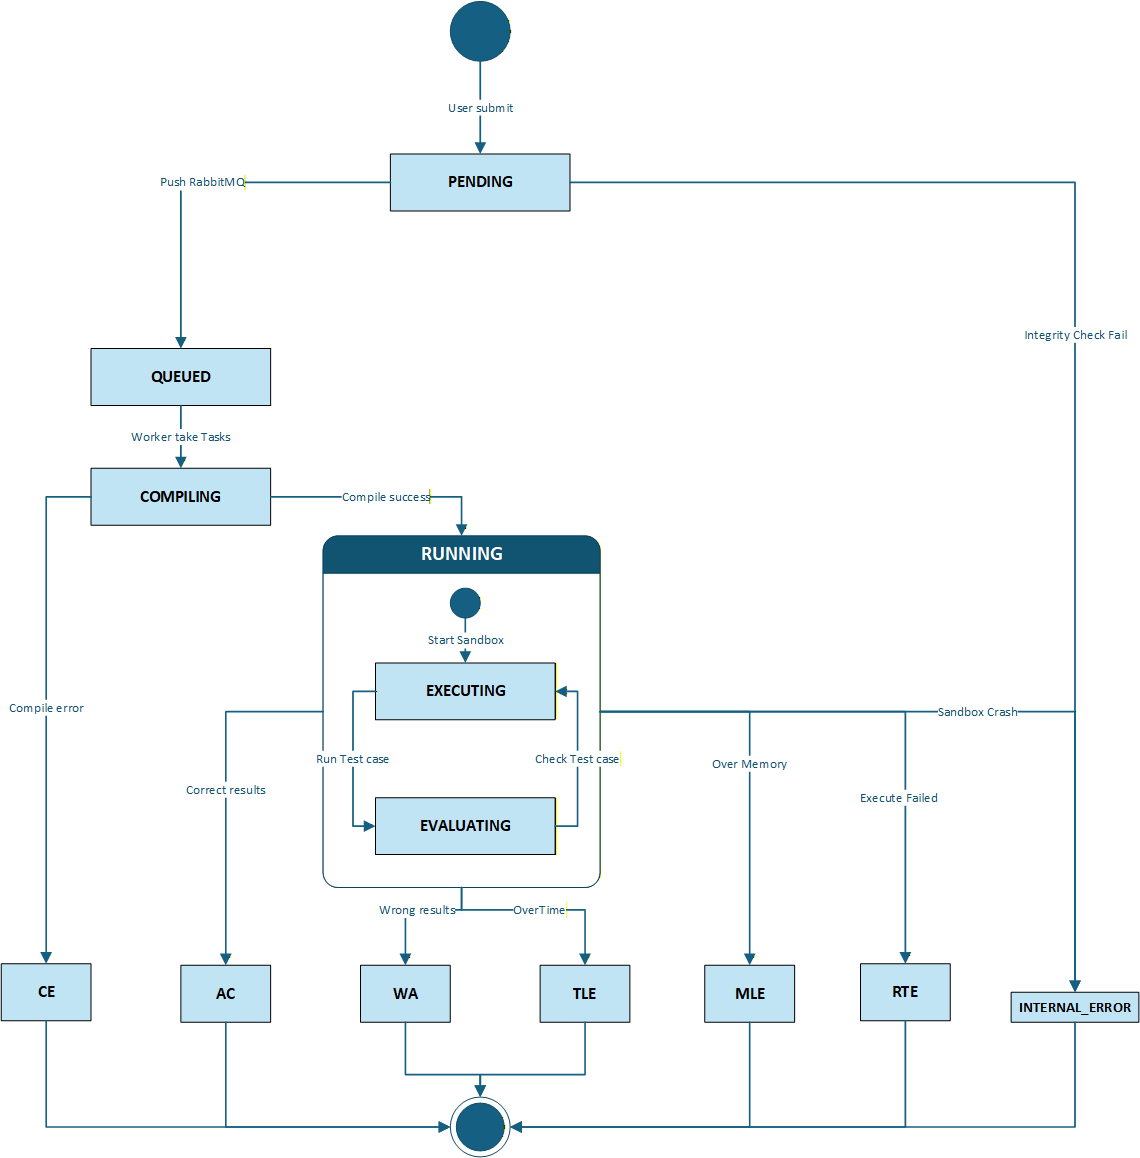 User submit
PENDING
Push RabbitMQ
Integrity Check Fail
QUEUED
Worker take Tasks
COMPILING
Compile success
RUNNING
Start Sandbox
EXECUTING
Compile error
Sandbox Crash
Run Test case
Check Test case
Over Memory
Correct results
Execute Failed
EVALUATING
Wrong results
OverTime
CE
AC
WA
TLE
MLE
RTE
INTERNAL_ERROR